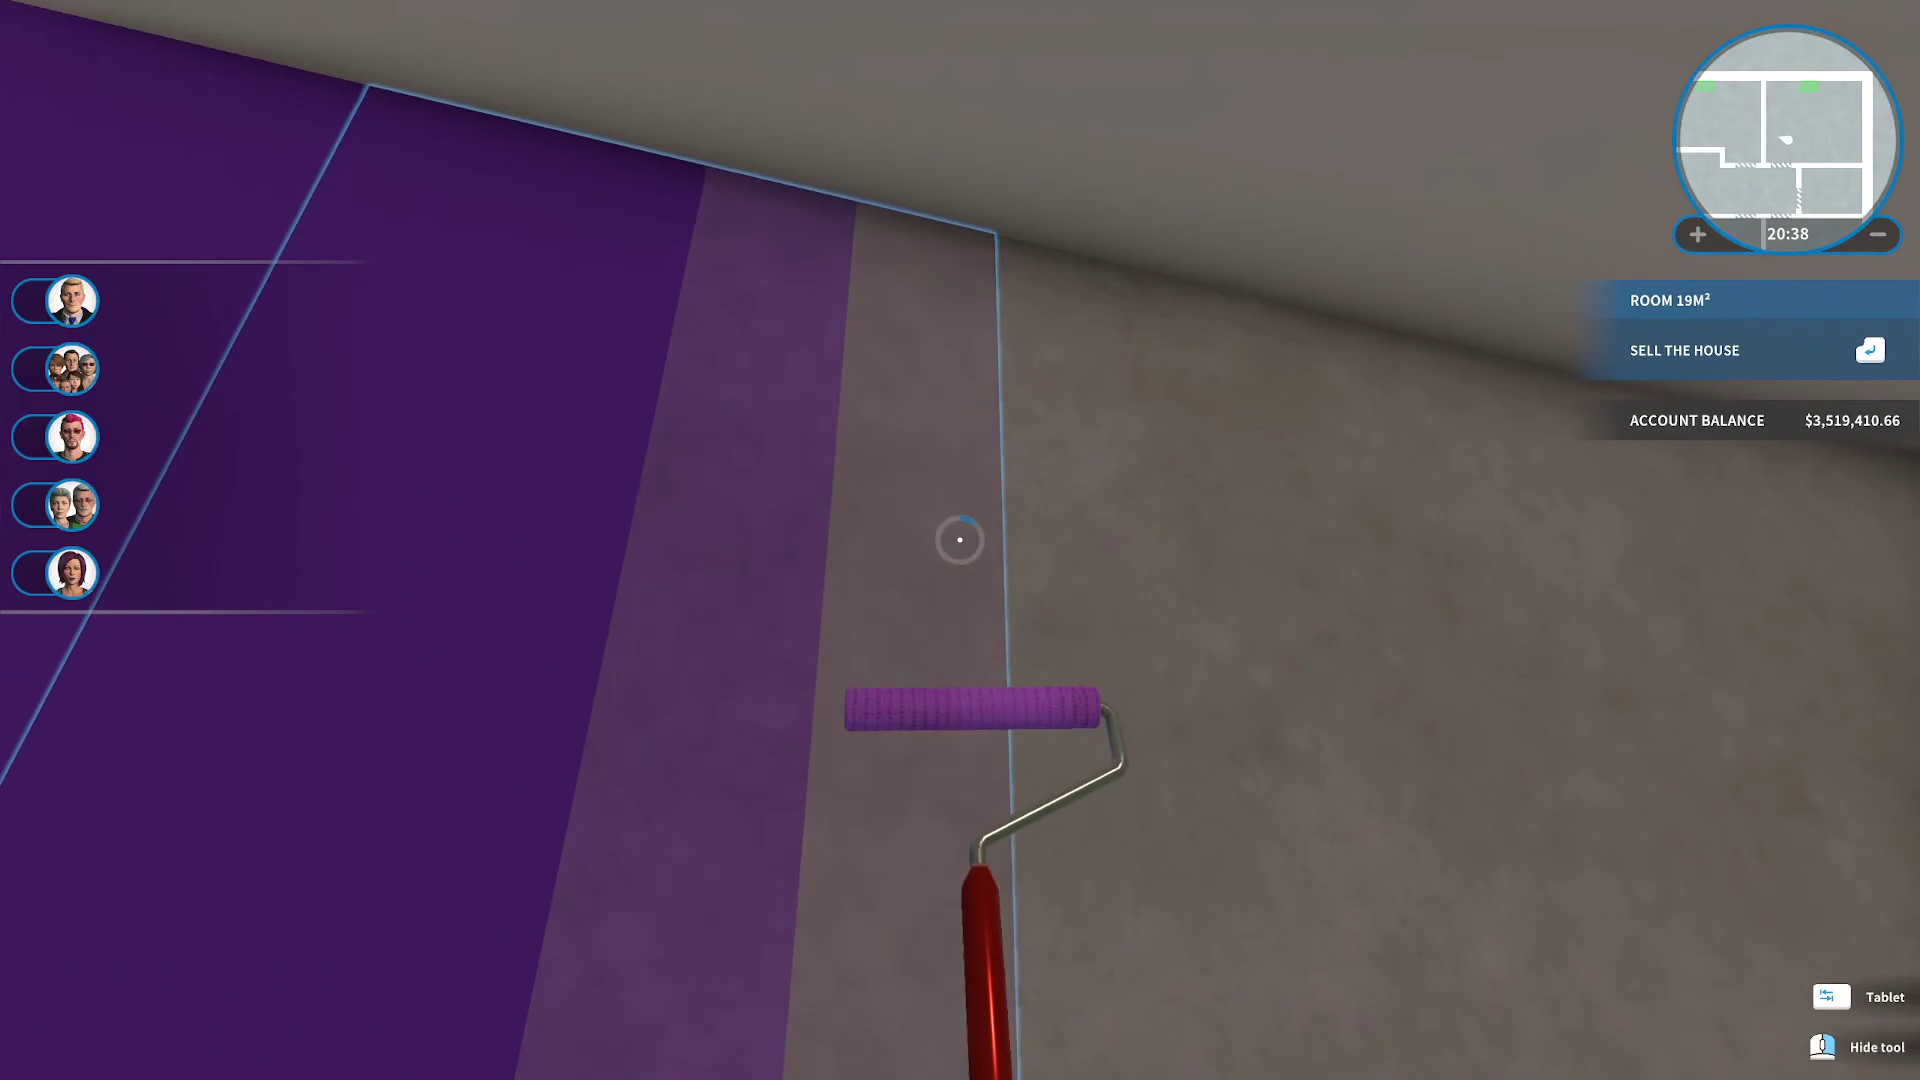 20:38
ROOM 19M²
SELL THE HOUSE
ACCOUNT BALANCE $3,519,410.66
Tablet
Hide tool